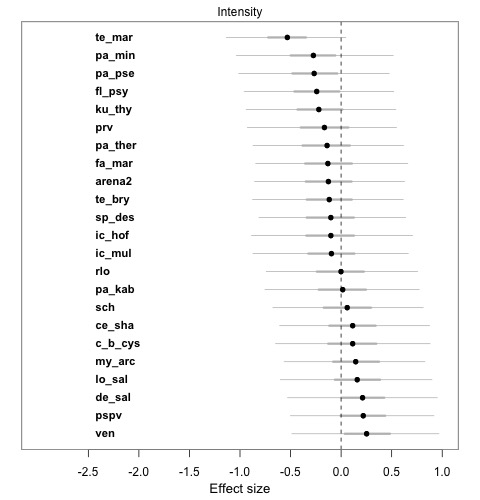 Intensity
te_mar
pa_min
pa_pse
fl_psy
ku_thy
prv
pa_ther
fa_mar
arena2
te_bry
sp_des
ic_hof
ic_mul
rlo
pa_kab
sch
ce_sha
c_b_cys
my_arc
lo_sal
de_sal
pspv
ven
-2.5 -2.0 -1.5 -1.0 -0.5 0.0 0.5 1.0
Effect size